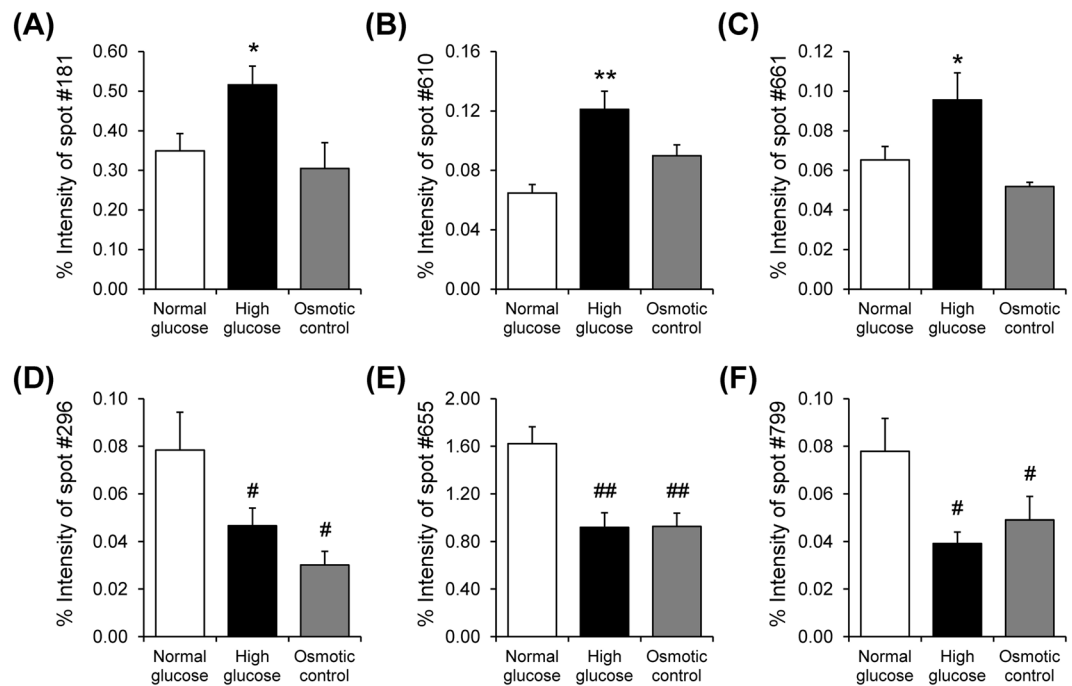 (A)
% Intensity of spot #181
0.60
0.50
0.40
0.30
0.20
0.10
0.00
*
Normal glucose
High glucose
Osmotic control
(B)
% Intensity of spot #610
0.16
0.12
0.08
0.04
0.00
**
Normal glucose
High glucose
Osmotic control
(C)
% Intensity of spot #661
0.12
0.10
0.08
0.06
0.04
0.02
0.00
*
Normal glucose
High glucose
Osmotic control
(D)
% Intensity of spot #296
0.10
0.08
0.06
0.04
0.02
0.00
#
#
Normal glucose
High glucose
Osmotic control
(E)
% Intensity of spot #655
2.00
1.60
1.20
0.80
0.40
0.00
##
##
Normal glucose
High glucose
Osmotic control
(F)
% Intensity of spot #799
0.10
0.08
0.06
0.04
0.02
0.00
#
#
Normal glucose
High glucose
Osmotic control